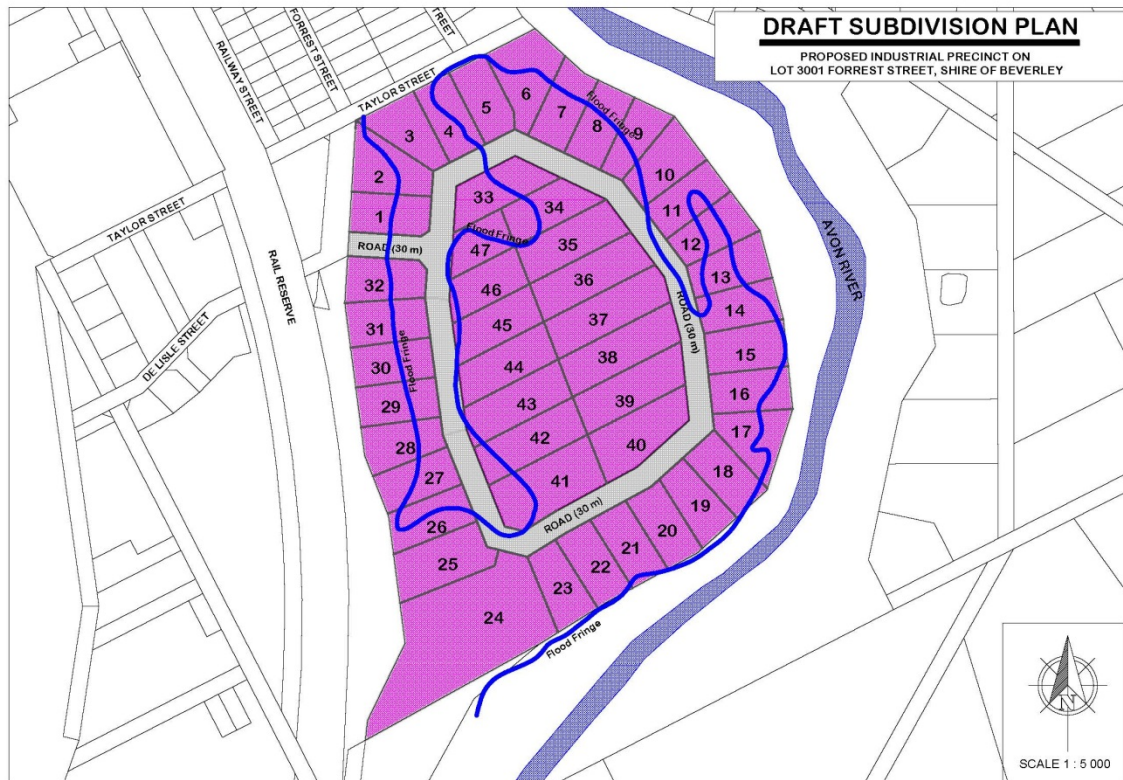 DRAFT SUBDIVISION PLAN
PROPOSED INDUSTRIAL PRECINCT ON
LOT 3001 FORREST STREET, SHIRE OF BEVERLEY
RAILWAY STREET
FORREST STREET
STREET
TAYLOR STREET
TAYLOR STREET
RAIL RESERVE
DE LISLE STREET
AVON RIVER
Flood Fringe
Flood Fringe
Flood Fringe
Flood Fringe
ROAD (30 m)
ROAD (30 m)
ROAD (30 m)
1
2
3
4
5
6
7
8
9
10
11
12
13
14
15
16
17
18
19
20
21
22
23
24
25
26
27
28
29
30
31
32
33
34
35
36
37
38
39
40
41
42
43
44
45
46
47
N
SCALE 1 : 5 000